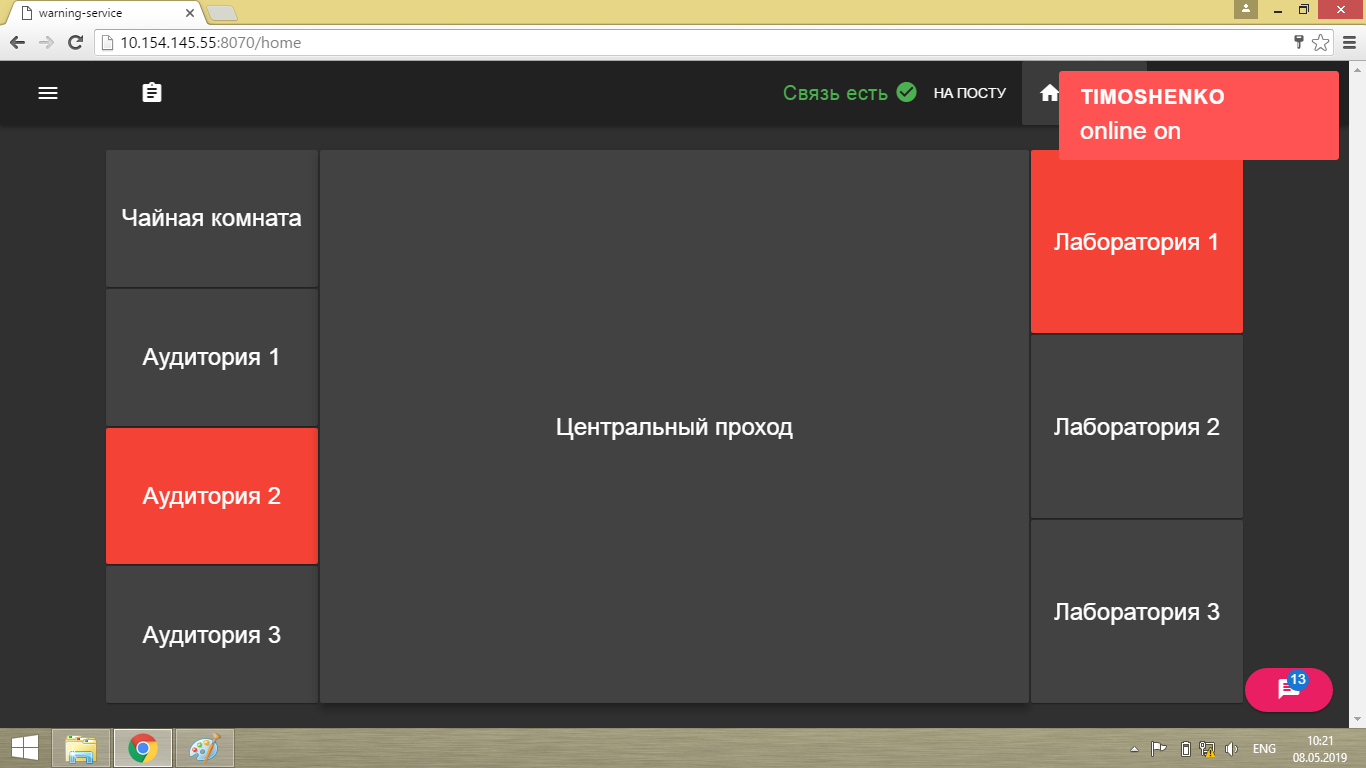 warning-service
10.154.145.55:8070/home
Связь есть
НА ПОСТУ
TIMOSHENKO
online on
Чайная комната
Аудитория 1
Аудитория 2
Аудитория 3
Центральный проход
Лаборатория 1
Лаборатория 2
Лаборатория 3
13
ENG
10:21
08.05.2019